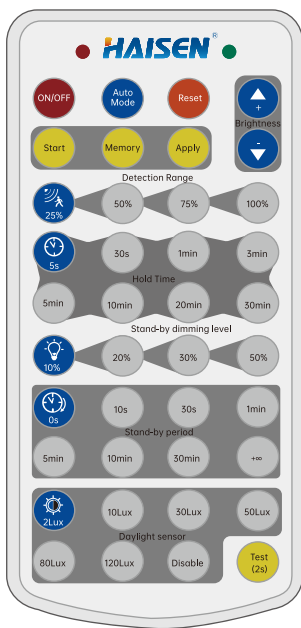 HAISEN®
ON/OFF Auto Mode Reset +
Brightness
Start Memory Apply -
Detection Range
25% 50% 75% 100%
5s 30s 1min 3min
Hold Time
5min 10min 20min 30min
Stand-by dimming level
10% 20% 30% 50%
0s 10s 30s 1min
Stand-by period
5min 10min 30min +∞
2Lux 10Lux 30Lux 50Lux
Daylight sensor
80Lux 120Lux Disable Test (2s)